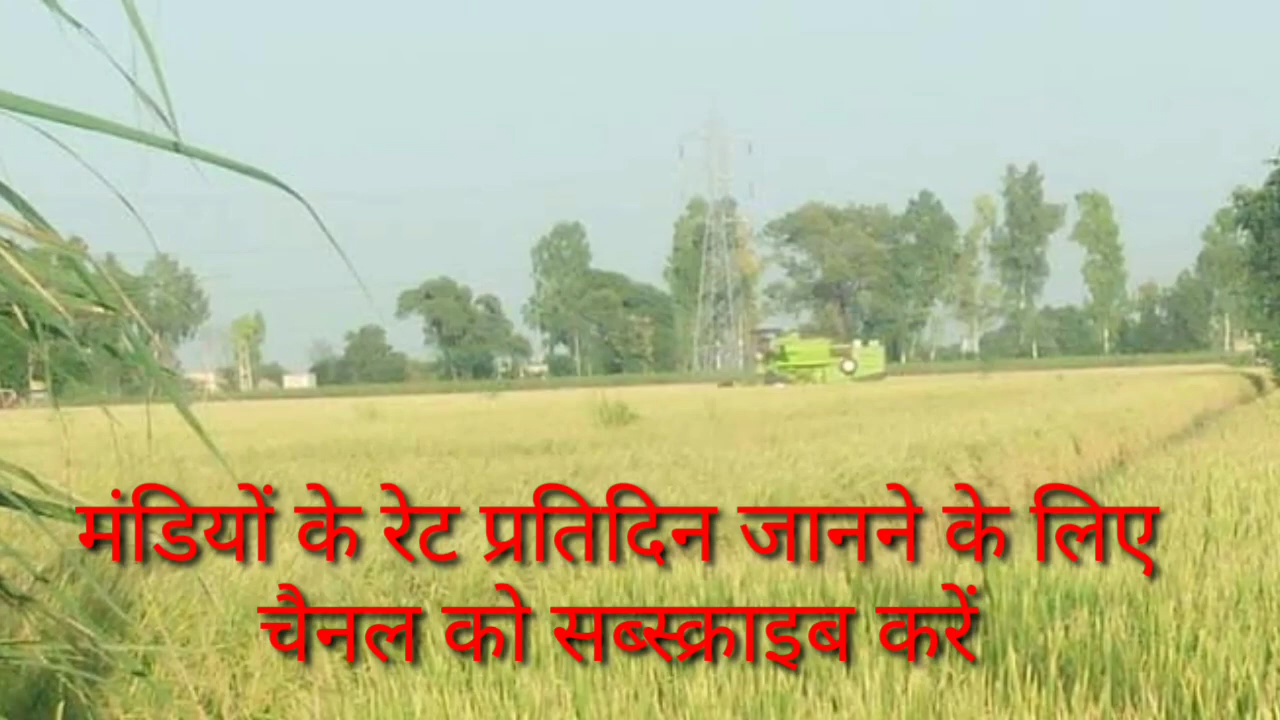 मंडियों के रेट प्रतिदिन जानने के लिए
चैनल को सब्स्क्राइब करें